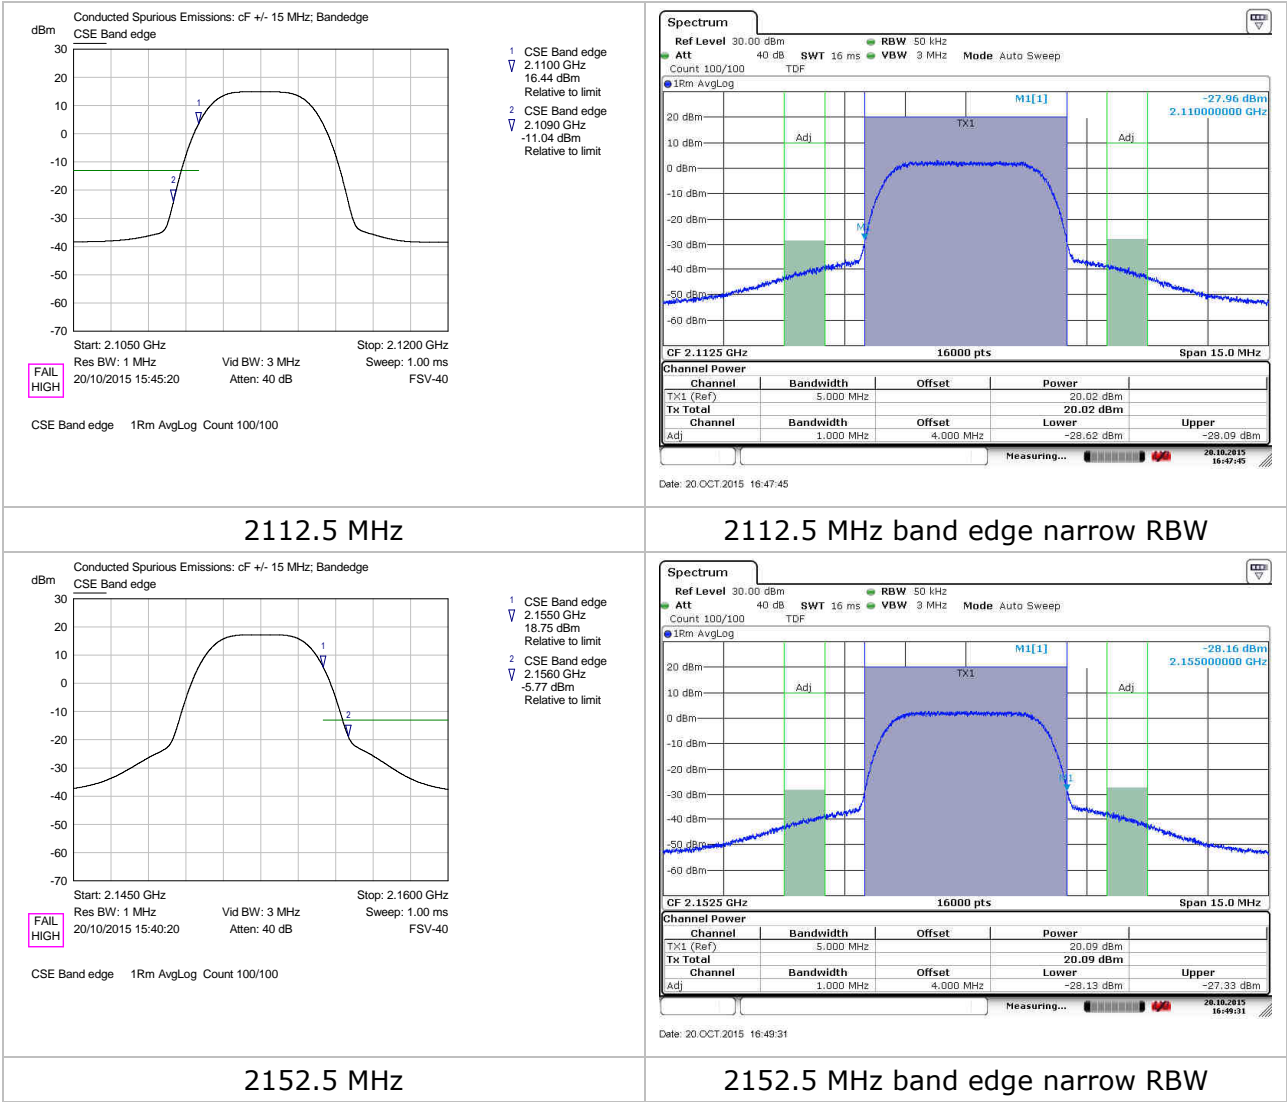 Conducted Spurious Emissions: cF +/- 15 MHz; Bandedge
dBm
CSE Band edge
30
20
10
0
-10
-20
-30
-40
-50
-60
-70
1
2
1 CSE Band edge
2.1100 GHz
16.44 dBm
Relative to limit
2 CSE Band edge
2.1090 GHz
-11.04 dBm
Relative to limit
Start: 2.1050 GHz Stop: 2.1200 GHz
Res BW: 1 MHz Vid BW: 3 MHz Sweep: 1.00 ms
20/10/2015 15:45:20 Atten: 40 dB FSV-40
FAIL
HIGH
CSE Band edge 1Rm AvgLog Count 100/100
Spectrum
Ref Level 30.00 dBm RBW 50 kHz
Att 40 dB SWT 16 ms VBW 3 MHz Mode Auto Sweep
Count 100/100 TDF
1Rm AvgLog
M1[1] -27.96 dBm
2.110000000 GHz
20 dBm
TX1
10 dBm
Adj Adj
0 dBm
-10 dBm
-20 dBm
-30 dBm
-40 dBm
-50 dBm
-60 dBm
CF 2.1125 GHz 16000 pts Span 15.0 MHz
Channel Power
Channel Bandwidth Offset Power
TX1 (Ref) 5.000 MHz 20.02 dBm
Tx Total 20.02 dBm
Channel Bandwidth Offset Lower Upper
Adj 1.000 MHz 4.000 MHz -28.62 dBm -28.09 dBm
Measuring... 20.10.2015
16:47:45
Date: 20.OCT.2015 16:47:45
2112.5 MHz
2112.5 MHz band edge narrow RBW
Conducted Spurious Emissions: cF +/- 15 MHz; Bandedge
dBm
CSE Band edge
30
20
10
0
-10
-20
-30
-40
-50
-60
-70
1
2
1 CSE Band edge
2.1550 GHz
18.75 dBm
Relative to limit
2 CSE Band edge
2.1560 GHz
-5.77 dBm
Relative to limit
Start: 2.1450 GHz Stop: 2.1600 GHz
Res BW: 1 MHz Vid BW: 3 MHz Sweep: 1.00 ms
20/10/2015 15:40:20 Atten: 40 dB FSV-40
FAIL
HIGH
CSE Band edge 1Rm AvgLog Count 100/100
Spectrum
Ref Level 30.00 dBm RBW 50 kHz
Att 40 dB SWT 16 ms VBW 3 MHz Mode Auto Sweep
Count 100/100 TDF
1Rm AvgLog
M1[1] -28.16 dBm
2.155000000 GHz
20 dBm
TX1
10 dBm
Adj Adj
0 dBm
-10 dBm
-20 dBm
M1
-30 dBm
-40 dBm
-50 dBm
-60 dBm
CF 2.1525 GHz 16000 pts Span 15.0 MHz
Channel Power
Channel Bandwidth Offset Power
TX1 (Ref) 5.000 MHz 20.09 dBm
Tx Total 20.09 dBm
Channel Bandwidth Offset Lower Upper
Adj 1.000 MHz 4.000 MHz -28.13 dBm -27.33 dBm
Measuring... 20.10.2015
16:49:31
Date: 20.OCT.2015 16:49:31
2152.5 MHz
2152.5 MHz band edge narrow RBW